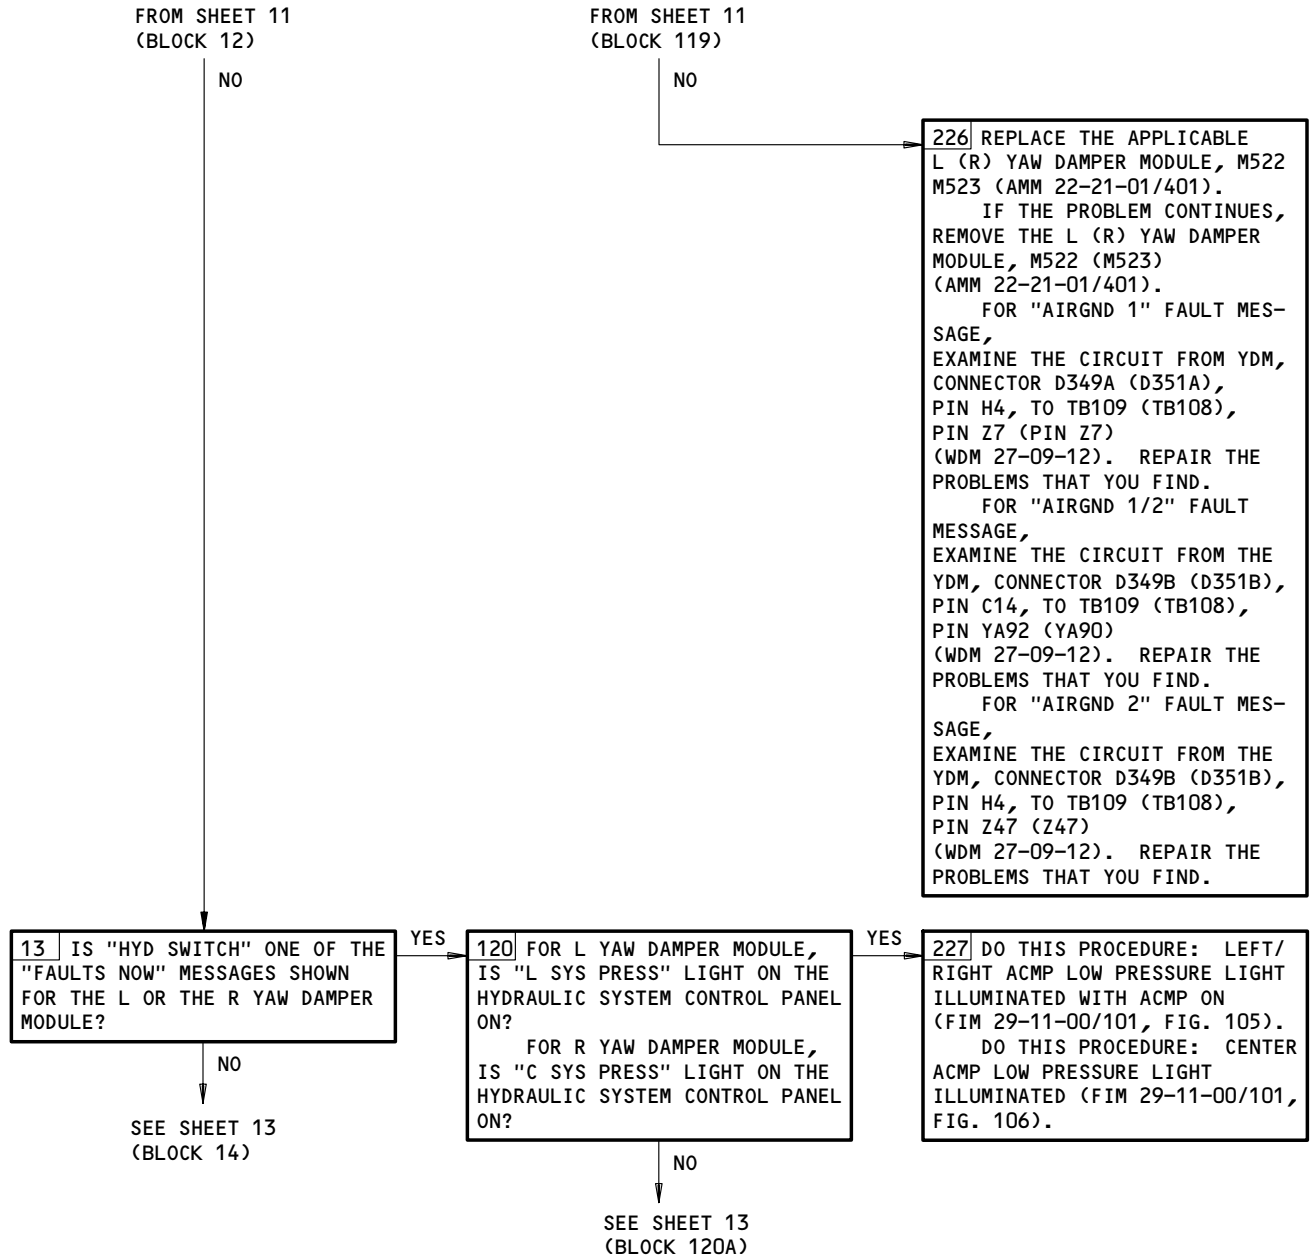 FROM SHEET 11
(BLOCK 12)
NO
FROM SHEET 11
(BLOCK 119)
NO
226 REPLACE THE APPLICABLE
L (R) YAW DAMPER MODULE, M522
M523 (AMM 22-21-01/401).
IF THE PROBLEM CONTINUES,
REMOVE THE L (R) YAW DAMPER
MODULE, M522 (M523)
(AMM 22-21-01/401).
FOR "AIRGND 1" FAULT MES-
SAGE,
EXAMINE THE CIRCUIT FROM YDM,
CONNECTOR D349A (D351A),
PIN H4, TO TB109 (TB108),
PIN Z7 (PIN Z7)
(WDM 27-09-12). REPAIR THE
PROBLEMS THAT YOU FIND.
FOR "AIRGND 1/2" FAULT
MESSAGE,
EXAMINE THE CIRCUIT FROM THE
YDM, CONNECTOR D349B (D351B),
PIN C14, TO TB109 (TB108),
PIN YA92 (YA90)
(WDM 27-09-12). REPAIR THE
PROBLEMS THAT YOU FIND.
FOR "AIRGND 2" FAULT MES-
SAGE,
EXAMINE THE CIRCUIT FROM THE
YDM, CONNECTOR D349B (D351B),
PIN H4, TO TB109 (TB108),
PIN Z47 (Z47)
(WDM 27-09-12). REPAIR THE
PROBLEMS THAT YOU FIND.
13 IS "HYD SWITCH" ONE OF THE
"FAULTS NOW" MESSAGES SHOWN
FOR THE L OR THE R YAW DAMPER
MODULE?
YES
NO
SEE SHEET 13
(BLOCK 14)
120 FOR L YAW DAMPER MODULE,
IS "L SYS PRESS" LIGHT ON THE
HYDRAULIC SYSTEM CONTROL PANEL
ON?
FOR R YAW DAMPER MODULE,
IS "C SYS PRESS" LIGHT ON THE
HYDRAULIC SYSTEM CONTROL PANEL
ON?
YES
NO
SEE SHEET 13
(BLOCK 120A)
227 DO THIS PROCEDURE: LEFT/
RIGHT ACMP LOW PRESSURE LIGHT
ILLUMINATED WITH ACMP ON
(FIM 29-11-00/101, FIG. 105).
DO THIS PROCEDURE: CENTER
ACMP LOW PRESSURE LIGHT
ILLUMINATED (FIM 29-11-00/101,
FIG. 106).